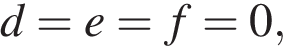 d = e = f = 0,